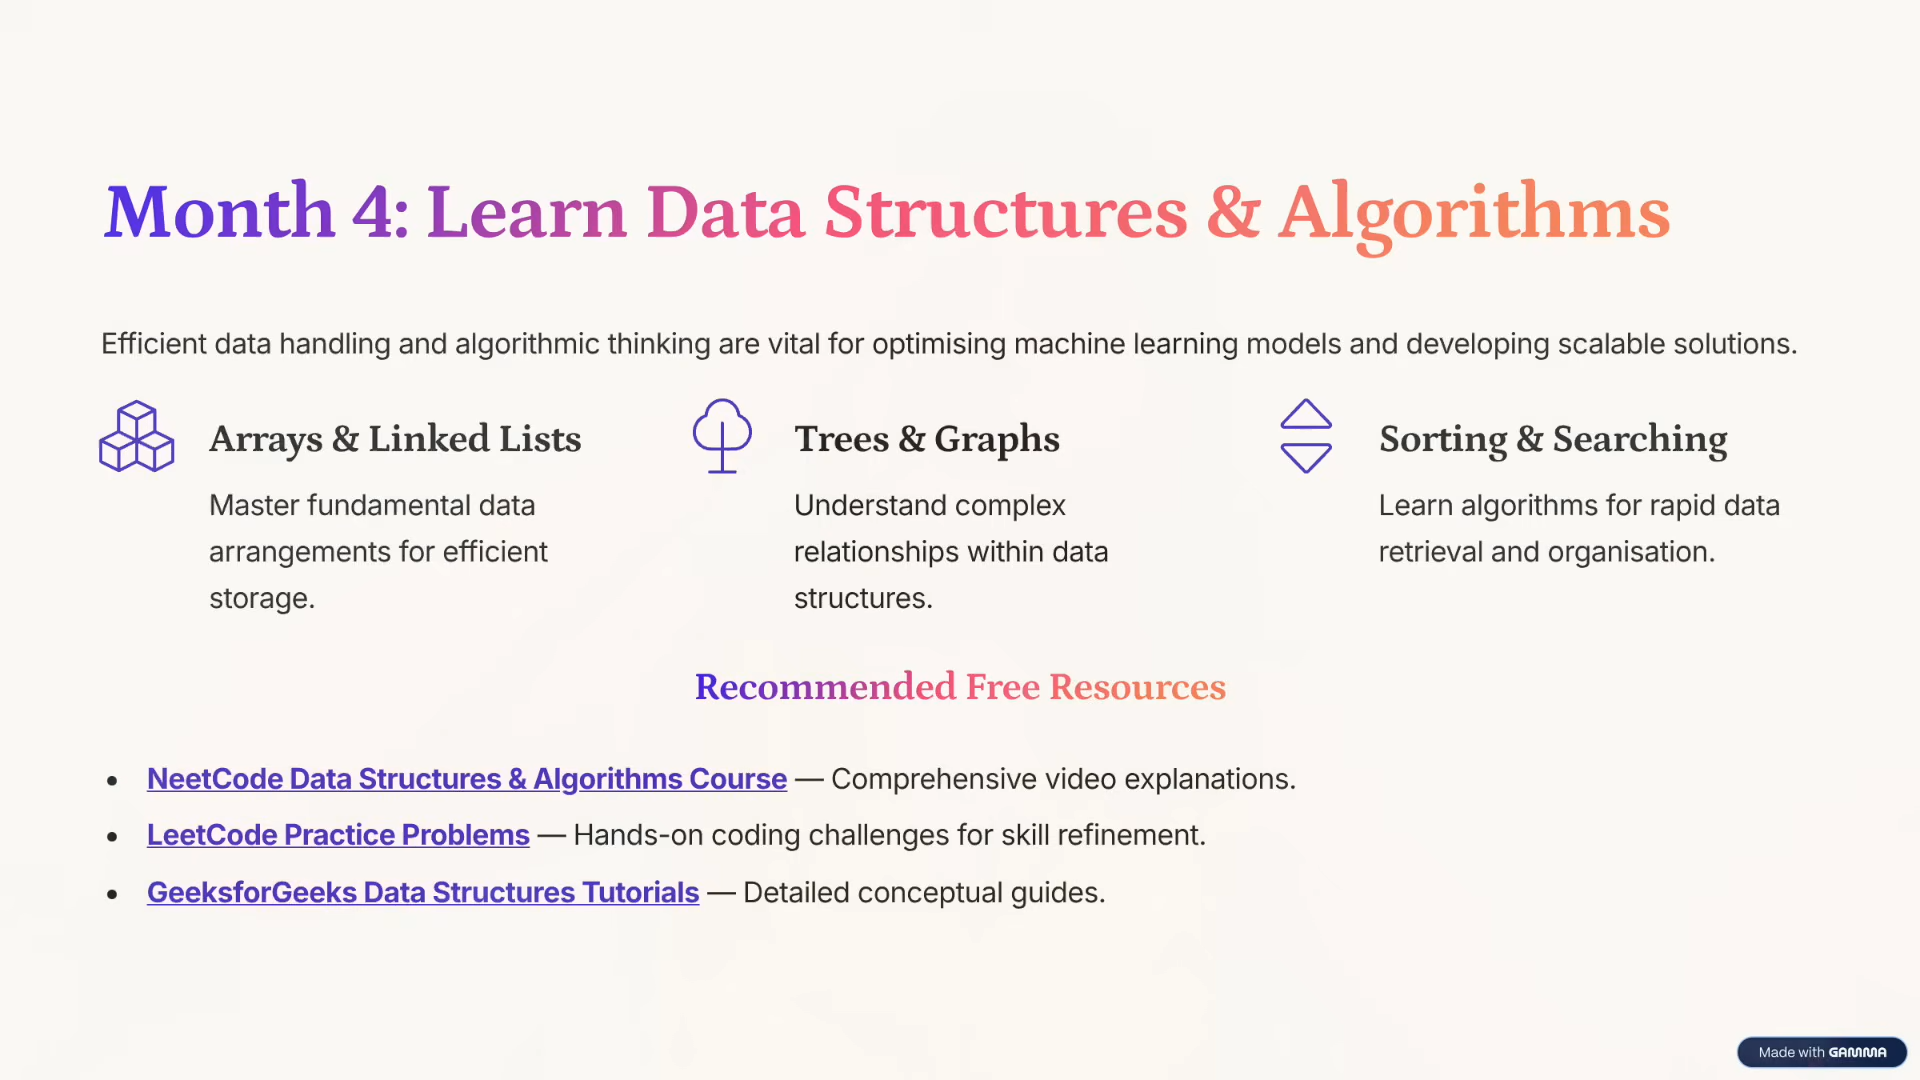 Month 4: Learn Data Structures & Algorithms
Efficient data handling and algorithmic thinking are vital for optimising machine learning models and developing scalable solutions.
Arrays & Linked Lists
Master fundamental data
arrangements for efficient
storage.
Trees & Graphs
Understand complex
relationships within data
structures.
Sorting & Searching
Learn algorithms for rapid data
retrieval and organisation.
Recommended Free Resources
• NeetCode Data Structures & Algorithms Course — Comprehensive video explanations.
• LeetCode Practice Problems — Hands-on coding challenges for skill refinement.
• GeeksforGeeks Data Structures Tutorials — Detailed conceptual guides.
Made with GAMMA